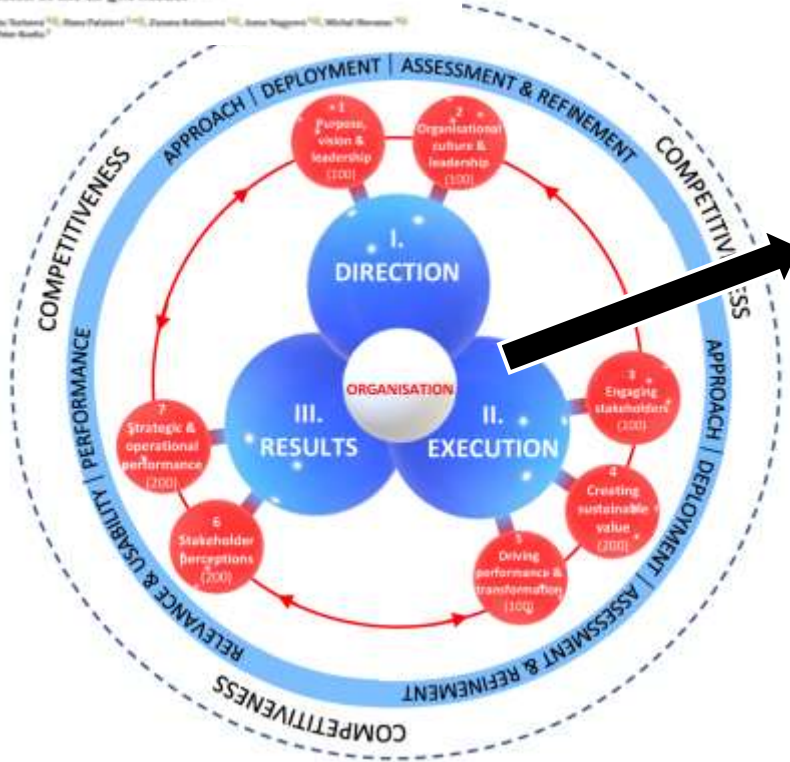 COMPETITIVENESS
COMPETITIVENESS
COMPETITIVENESS
APPROACH | DEPLOYMENT | ASSESSMENT & REFINEMENT
APPROACH | DEPLOYMENT | ASSESSMENT & REFINEMENT
RELEVANCE & USABILITY | PERFORMANCE
1
Purpose,
vision &
leadership
(100)
2
Organisational
culture &
leadership
(100)
I.
DIRECTION
ORGANISATION
II.
EXECUTION
III.
RESULTS
3
Engaging
stakeholders
(100)
4
Creating
sustainable
value
(200)
5
Driving
performance &
transformation
(100)
6
Stakeholder
perceptions
(200)
7
Strategic &
operational
performance
(200)